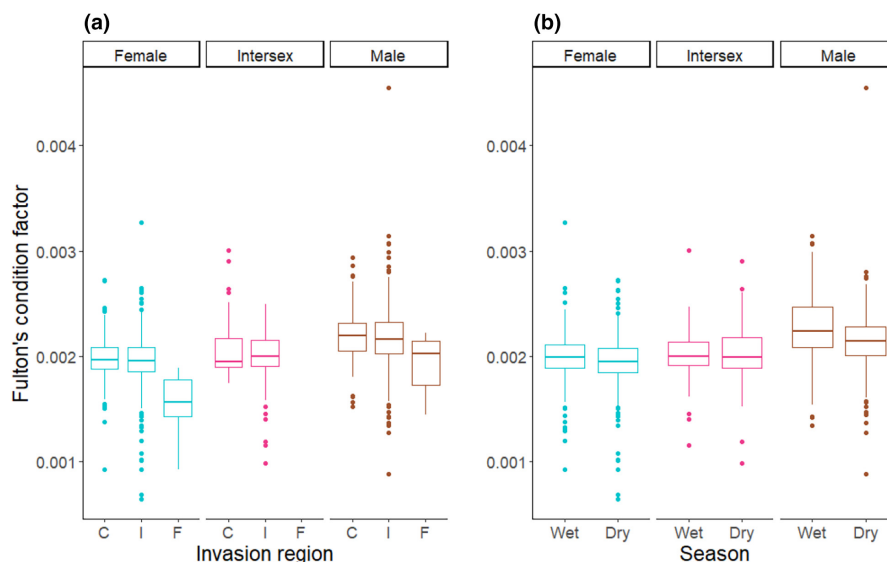 (a)
(b)
Female Intersex Male
Female Intersex Male
Fulton's condition factor
0.004
0.003
0.002
0.001
0.004
0.003
0.002
0.001
C I F C I F C I F
Wet Dry Wet Dry Wet Dry
Invasion region
Season